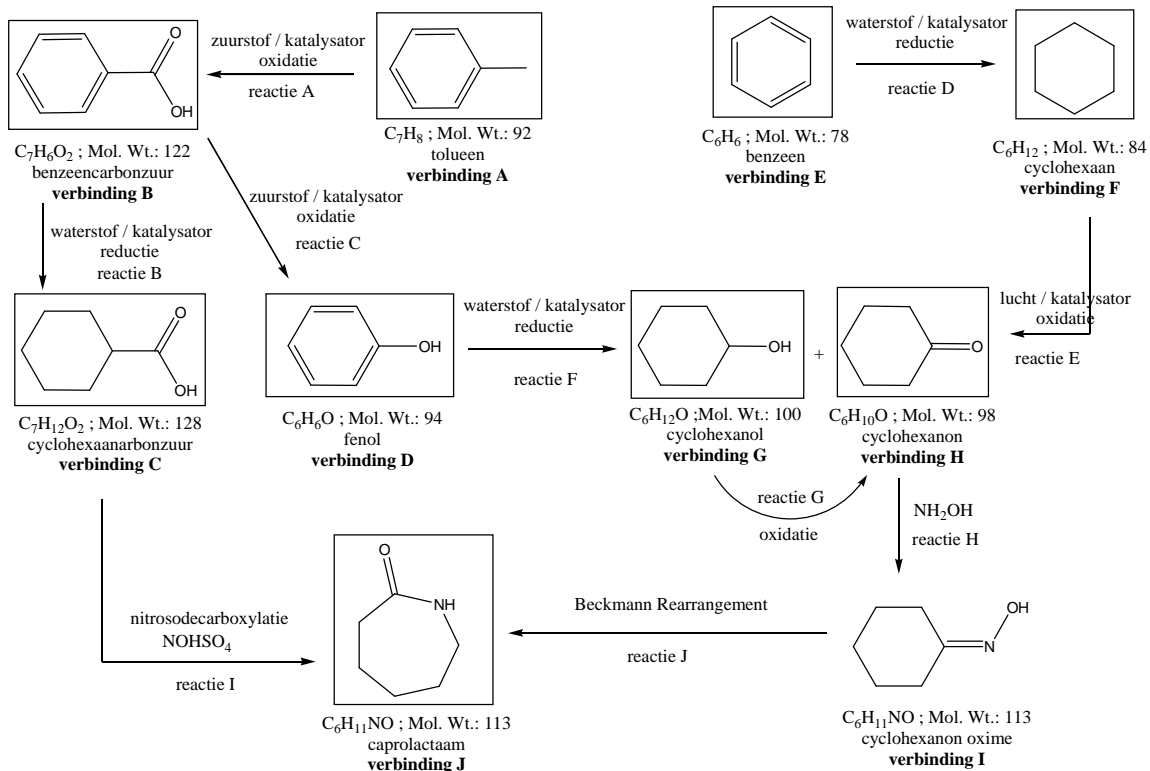 O
OH
C7H6O2 ; Mol. Wt.: 122
benzeencarbonzuur
verbinding B
zuurstof / katalysator
oxidatie
reactie A
C7H8 ; Mol. Wt.: 92
tolueen
verbinding A
C6H6 ; Mol. Wt.: 78
benzeen
verbinding E
waterstof / katalysator
reductie
reactie D
C6H12 ; Mol. Wt.: 84
cyclohexaan
verbinding F
waterstof / katalysator
reductie
reactie B
zuurstof / katalysator
oxidatie
reactie C
O
OH
C7H12O2 ; Mol. Wt.: 128
cyclohexaanarbonzuur
verbinding C
OH
C6H6O ; Mol. Wt.: 94
fenol
verbinding D
waterstof / katalysator
reductie
reactie F
OH
C6H12O ;Mol. Wt.: 100
cyclohexanol
verbinding G
+
O
C6H10O ; Mol. Wt.: 98
cyclohexanon
verbinding H
lucht / katalysator
oxidatie
reactie E
reactie G
oxidatie
NH2OH
reactie H
nitrosodecarboxylatie
NOHSO4
reactie I
O
NH
C6H11NO ; Mol. Wt.: 113
caprolactaam
verbinding J
Beckmann Rearrangement
reactie J
OH
N
C6H11NO ; Mol. Wt.: 113
cyclohexanon oxime
verbinding I